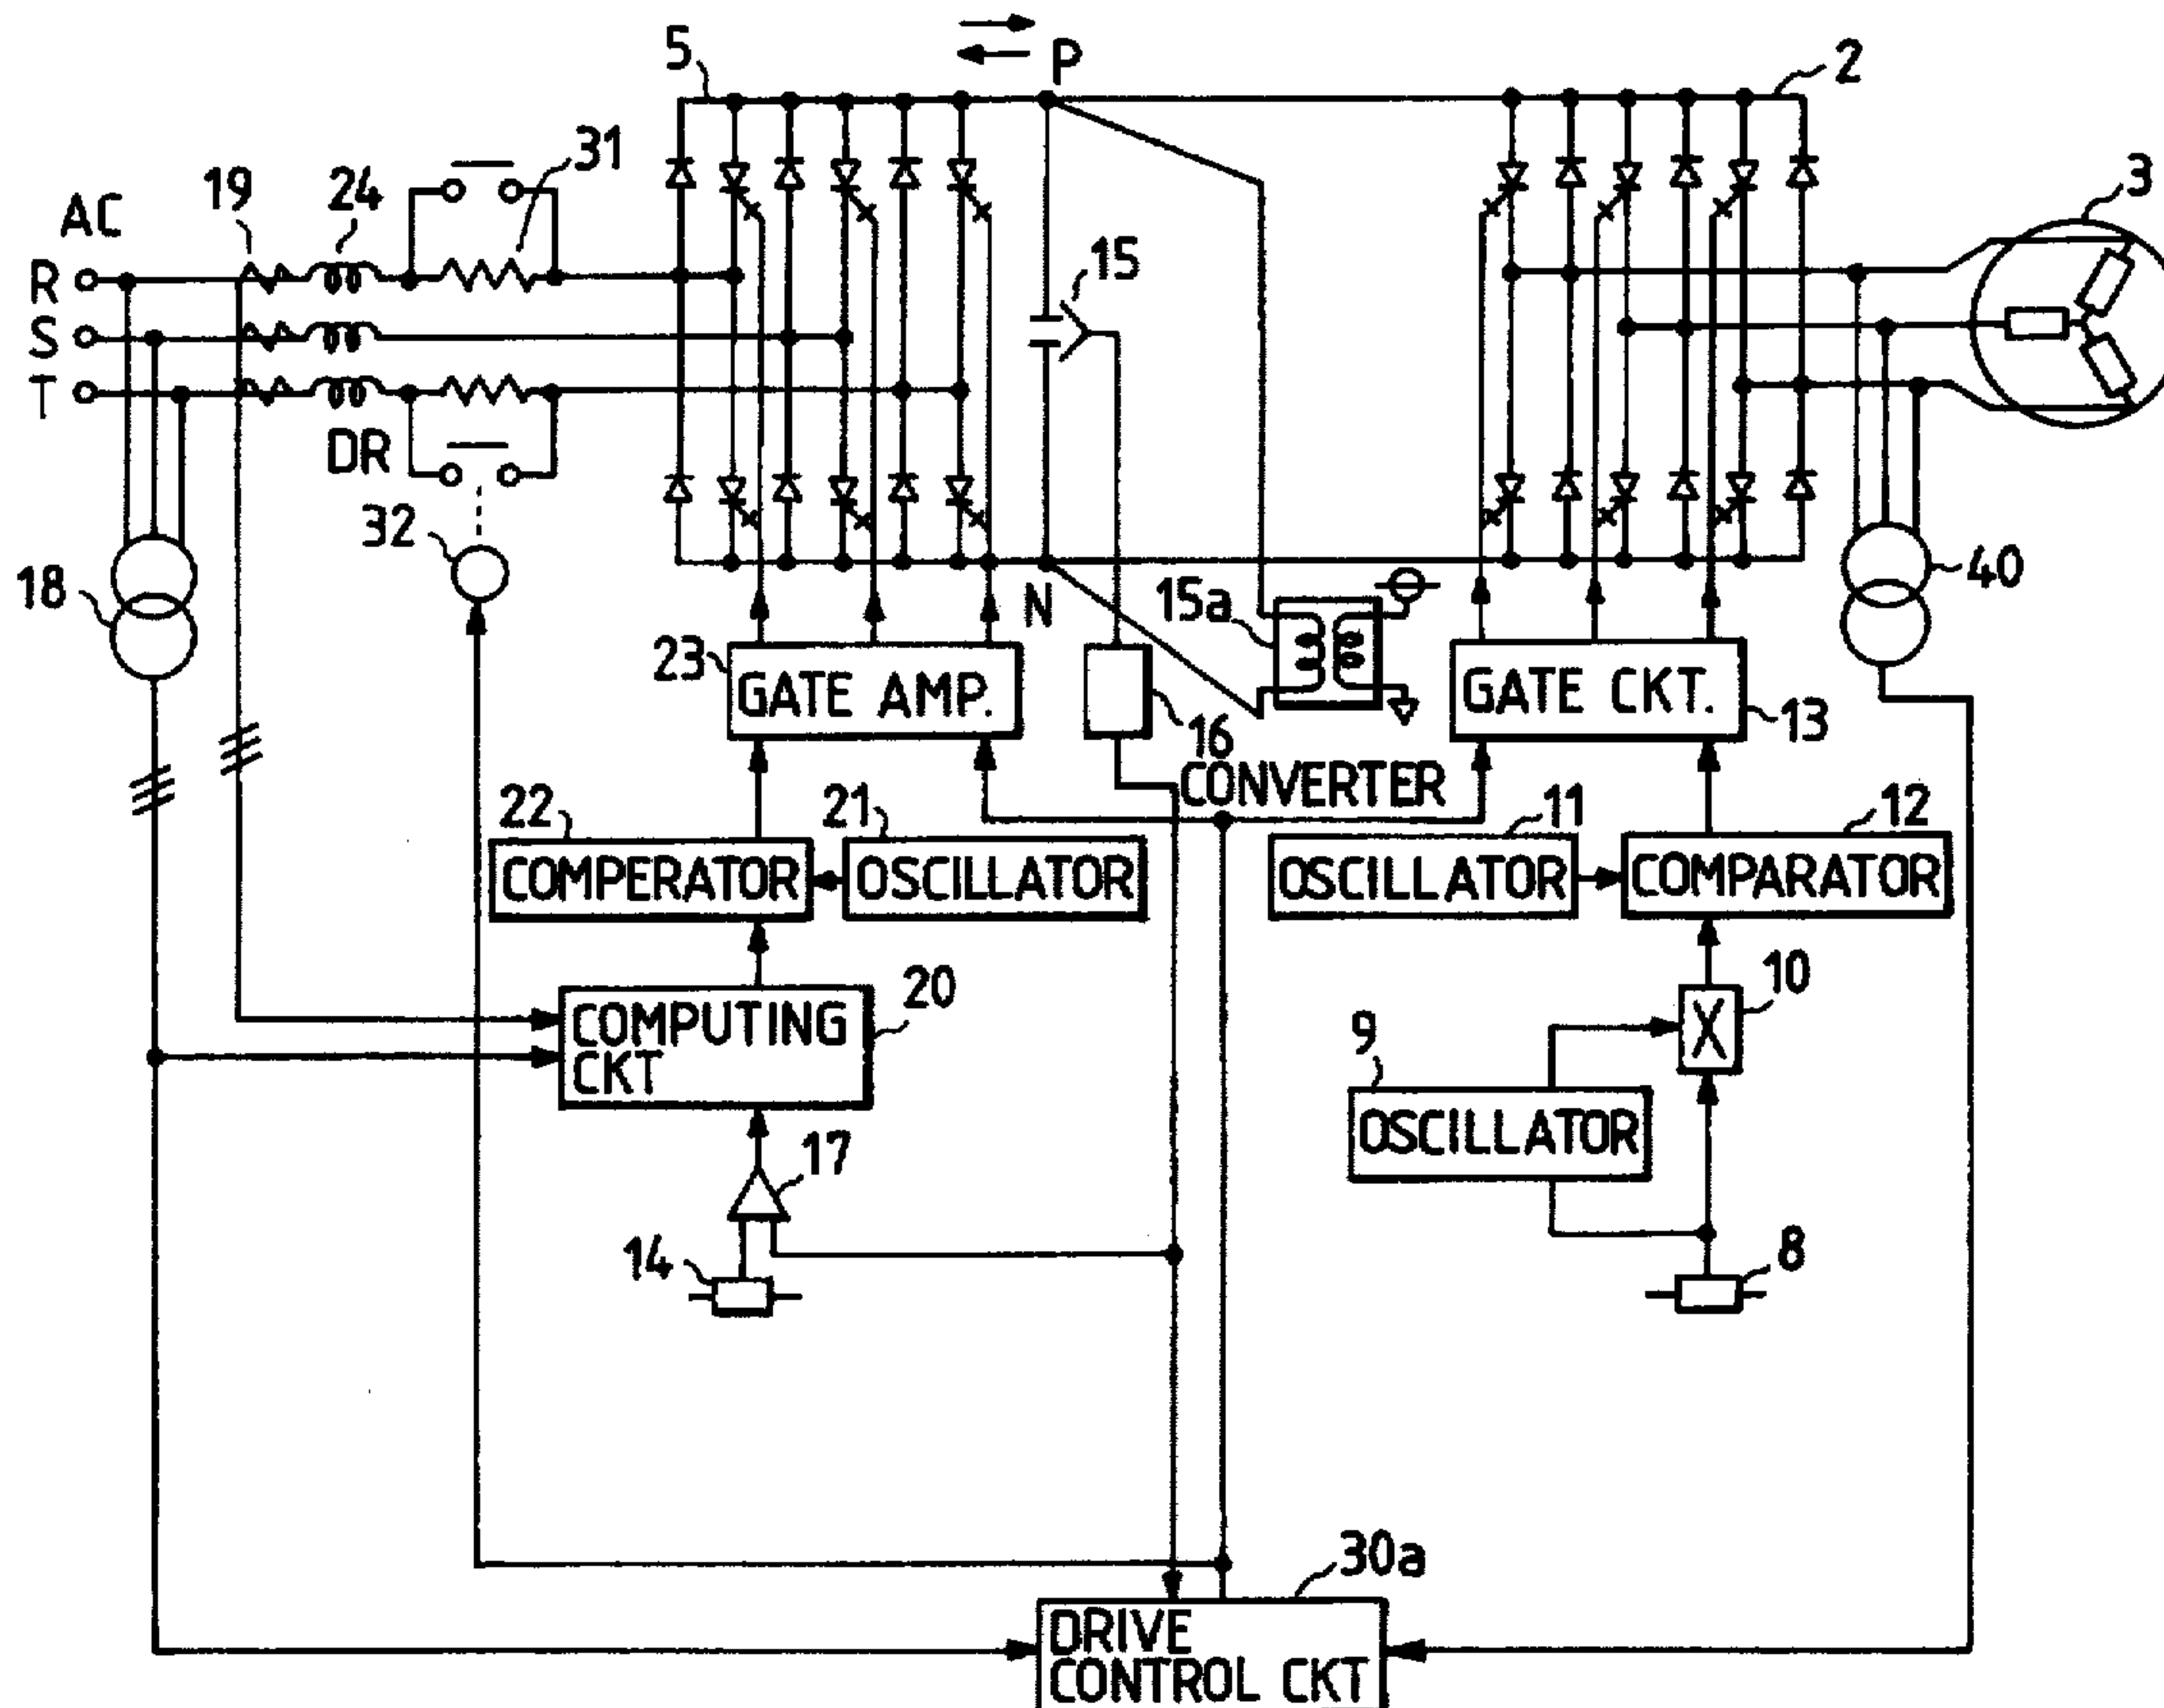 5
P
2
31
19
24
AC
3
R
S
T
15
DR
32
18
N
15a
40
23
GATE AMP.
GATE CKT.
13
16
CONVERTER
22
21
11
12
COMPERATOR
OSCILLATOR
OSCILLATOR
COMPARATOR
20
10
COMPUTING
CKT
X
9
OSCILLATOR
17
14
8
30a
DRIVE
CONTROL CKT